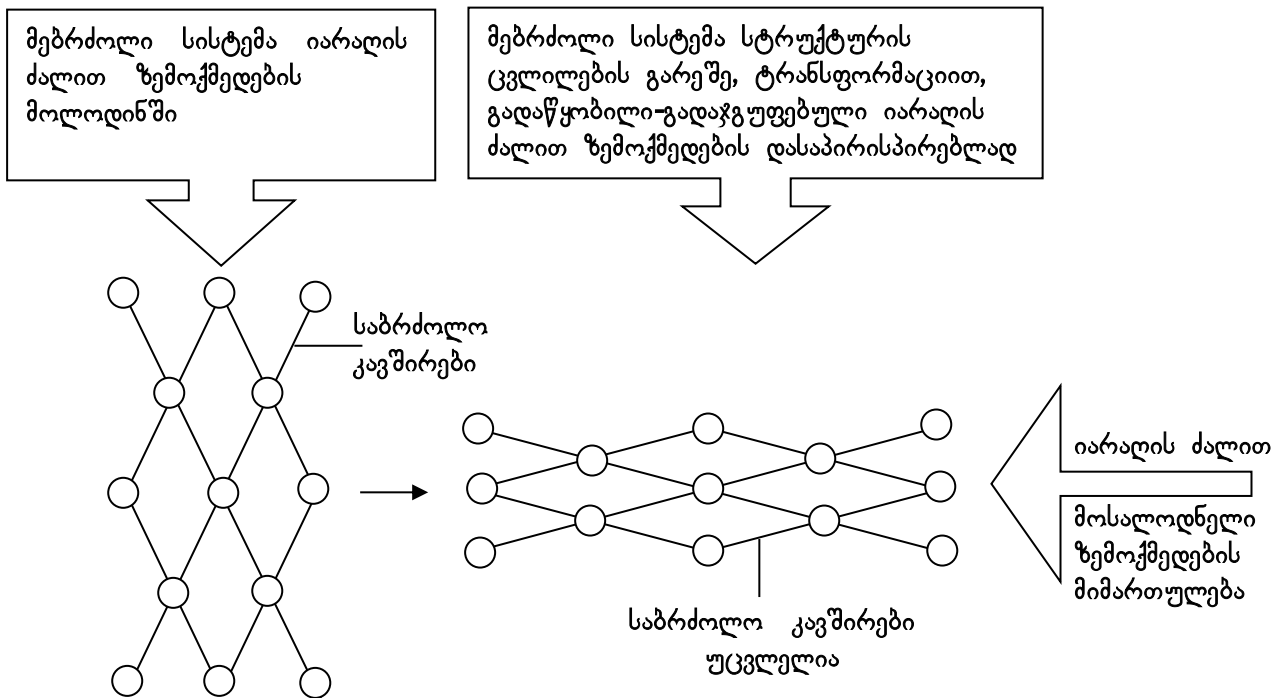 მებრძოლი სისტემა იარაღის
ძალით ზემოქმედების
მოლოდინში
მებრძოლი სისტემა სტრუქტურის
ცვლილების გარეშე, ტრანსფორმაციით,
გადაწყობილი-გადაჯგუფებული იარაღის
ძალით ზემოქმედების დასაპირისპირებლად
საბრძოლო
კავშირები
იარაღის ძალით
მოსალოდნელი
ზემოქმედების
მიმართულება
საბრძოლო კავშირები
უცვლელია